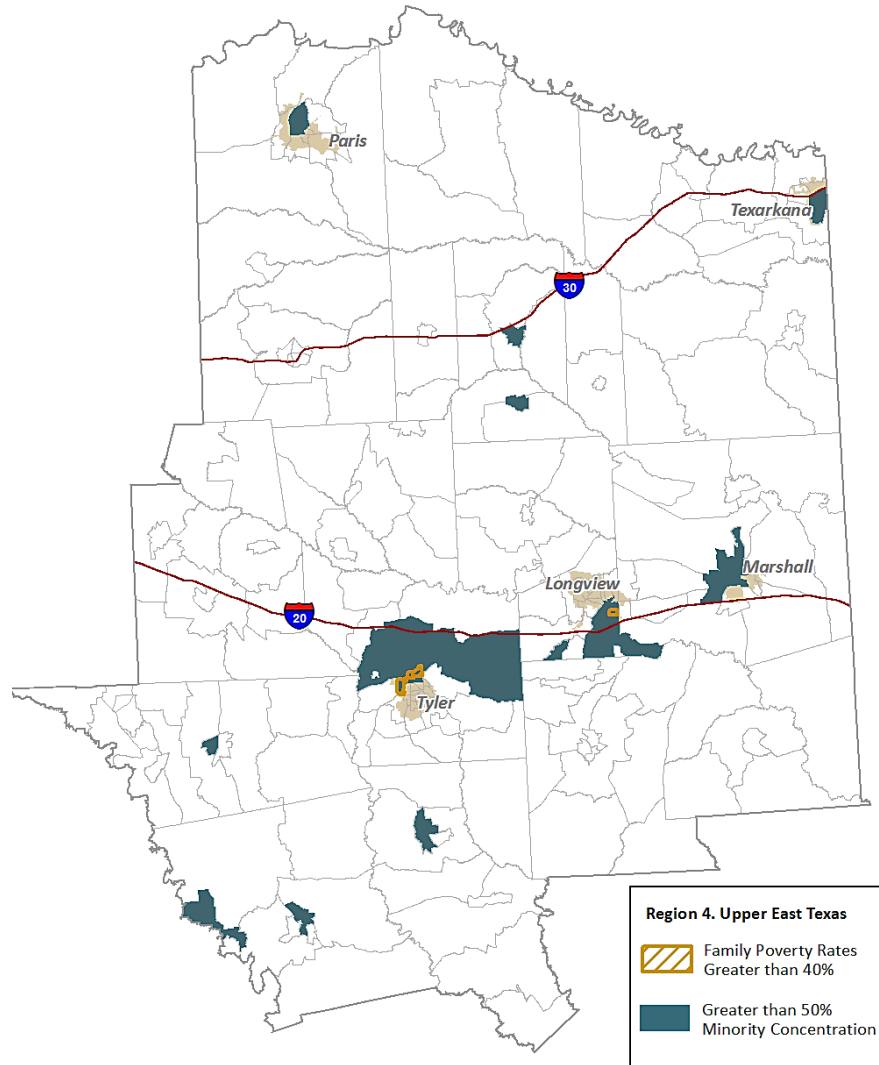 Paris
Texarkana
30
Longview
Marshall
20
Tyler
Region 4. Upper East Texas
Family Poverty Rates
Greater than 40%
Greater than 50%
Minority Concentration